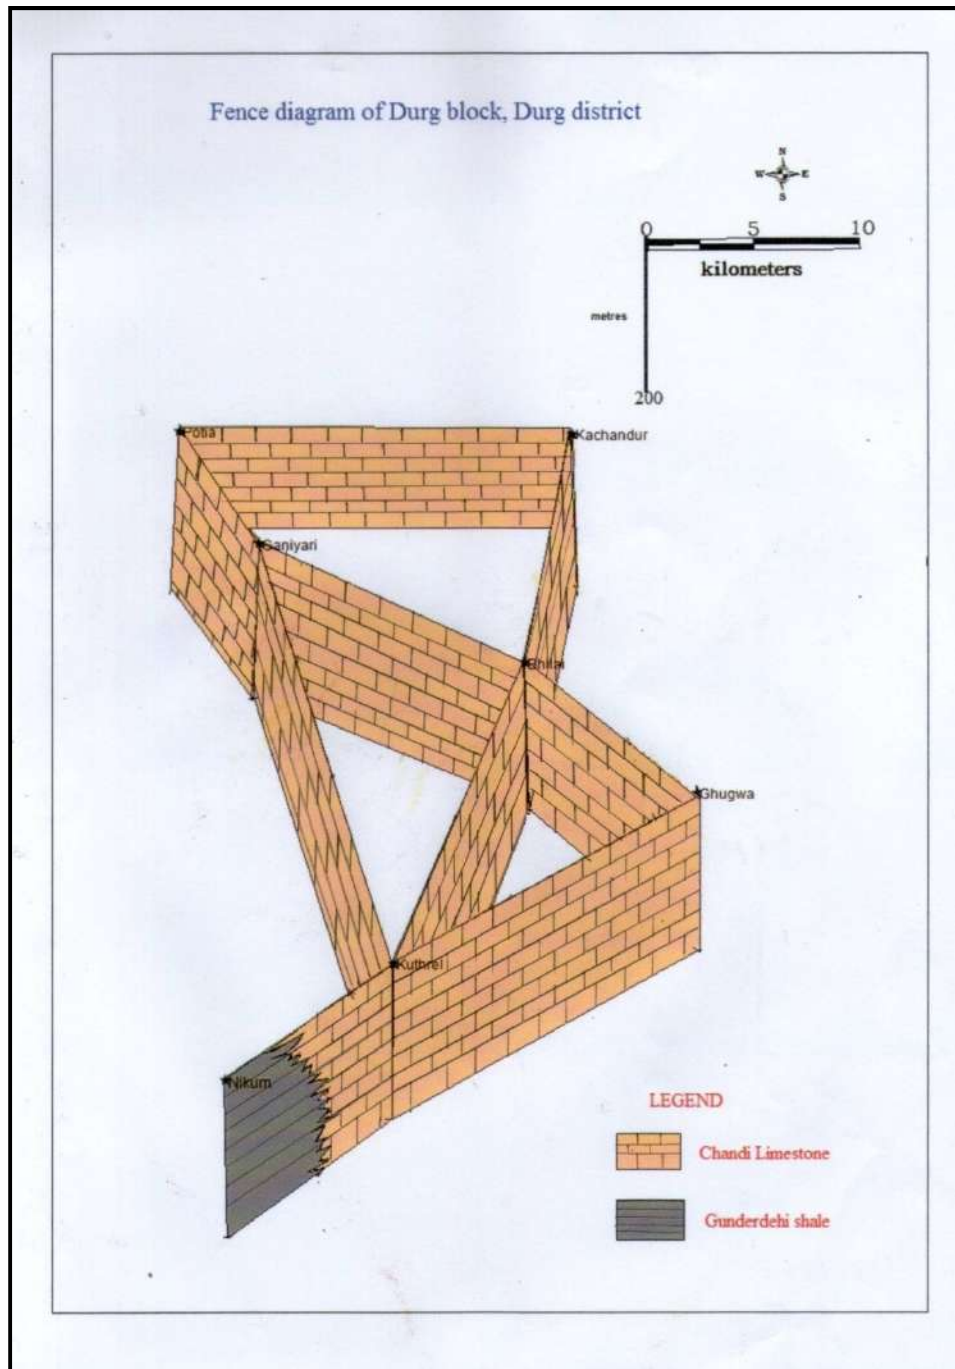 Fence diagram of Durg block, Durg district
N
W E
S
0 5 10
kilometers
metres
200
Potia
Kachandur
Ganiyari
Bhilai
Ghugwa
Kuthrel
Nikum
LEGEND
Chandi Limestone
Gunderdehi shale